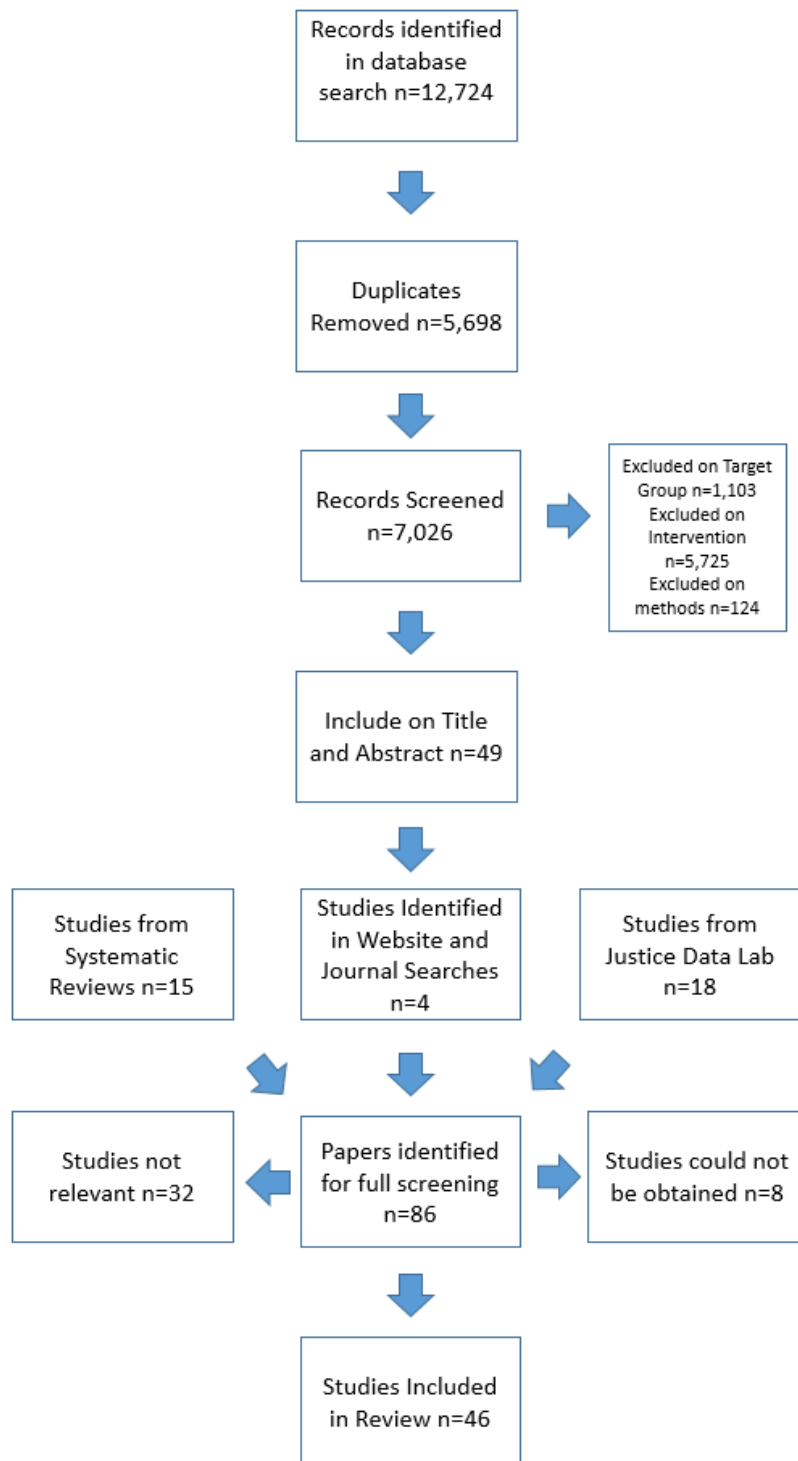 Records identified
in database
search n=12,724
Duplicates
Removed n=5,698
Records Screened
n=7,026
Excluded on Target
Group n=1,103
Excluded on
Intervention
n=5,725
Excluded on
methods n=124
Include on Title
and Abstract n=49
Studies from
Systematic
Reviews n=15
Studies Identified
in Website and
Journal Searches
n=4
Studies from
Justice Data Lab
n=18
Studies not
relevant n=32
Papers identified
for full screening
n=86
Studies could not
be obtained n=8
Studies Included
in Review n=46